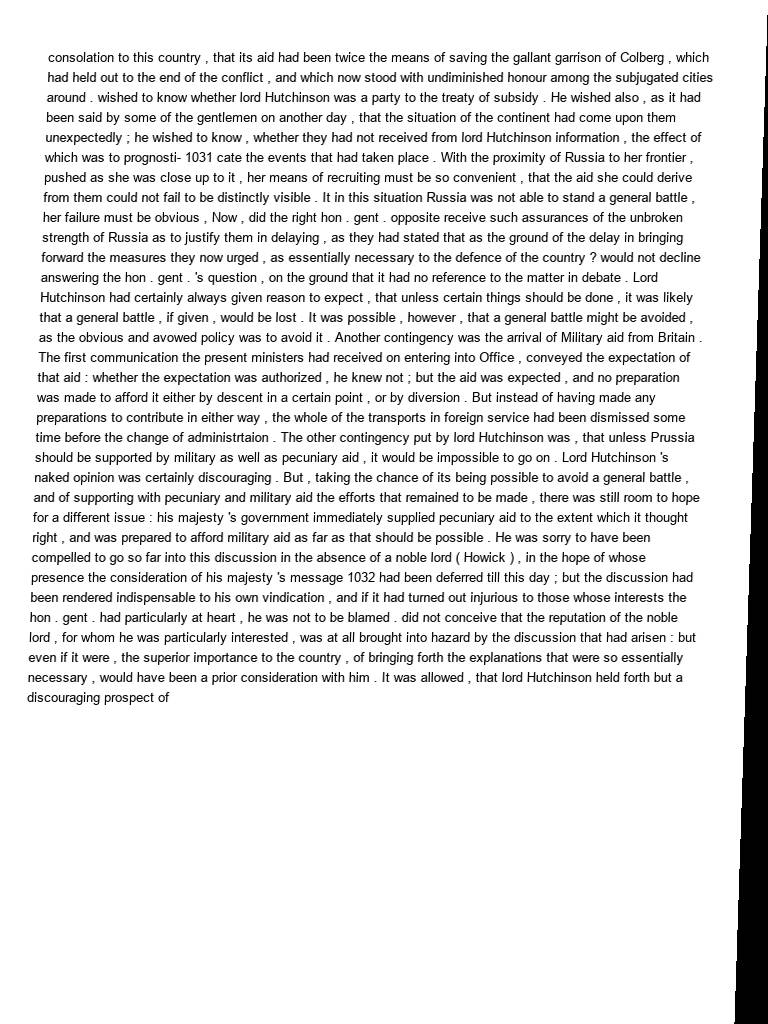 consolation to this country , that its aid had been twice the means of saving the gallant garrison of Colberg , which
had held out to the end of the conflict , and which now stood with undiminished honour among the subjugated cities
around . wished to know whether lord Hutchinson was a party to the treaty of subsidy . He wished also , as it had
been said by some of the gentlemen on another day , that the situation of the continent had come upon them
unexpectedly ; he wished to know , whether they had not received from lord Hutchinson information , the effect of
which was to prognosti- 1031 cate the events that had taken place . With the proximity of Russia to her frontier ,
pushed as she was close up to it , her means of recruiting must be so convenient , that the aid she could derive
from them could not fail to be distinctly visible . It in this situation Russia was not able to stand a general battle ,
her failure must be obvious , Now , did the right hon . gent . opposite receive such assurances of the unbroken
strength of Russia as to justify them in delaying , as they had stated that as the ground of the delay in bringing
forward the measures they now urged , as essentially necessary to the defence of the country ? would not decline
answering the hon . gent . 's question , on the ground that it had no reference to the matter in debate . Lord
Hutchinson had certainly always given reason to expect , that unless certain things should be done , it was likely
that a general battle , if given , would be lost . It was possible , however , that a general battle might be avoided ,
as the obvious and avowed policy was to avoid it . Another contingency was the arrival of Military aid from Britain .
The first communication the present ministers had received on entering into Office , conveyed the expectation of
that aid : whether the expectation was authorized , he knew not ; but the aid was expected , and no preparation
was made to afford it either by descent in a certain point , or by diversion . But instead of having made any
preparations to contribute in either way , the whole of the transports in foreign service had been dismissed some
time before the change of administrtaion . The other contingency put by lord Hutchinson was , that unless Prussia
should be supported by military as well as pecuniary aid , it would be impossible to go on . Lord Hutchinson 's
naked opinion was certainly discouraging . But , taking the chance of its being possible to avoid a general battle ,
and of supporting with pecuniary and military aid the efforts that remained to be made , there was still room to hope
for a different issue : his majesty 's government immediately supplied pecuniary aid to the extent which it thought
right , and was prepared to afford military aid as far as that should be possible . He was sorry to have been
compelled to go so far into this discussion in the absence of a noble lord ( Howick ) , in the hope of whose
presence the consideration of his majesty 's message 1032 had been deferred till this day ; but the discussion had
been rendered indispensable to his own vindication , and if it had turned out injurious to those whose interests the
hon . gent . had particularly at heart , he was not to be blamed . did not conceive that the reputation of the noble
lord , for whom he was particularly interested , was at all brought into hazard by the discussion that had arisen : but
even if it were , the superior importance to the country , of bringing forth the explanations that were so essentially
necessary , would have been a prior consideration with him . It was allowed , that lord Hutchinson held forth but a
discouraging prospect of